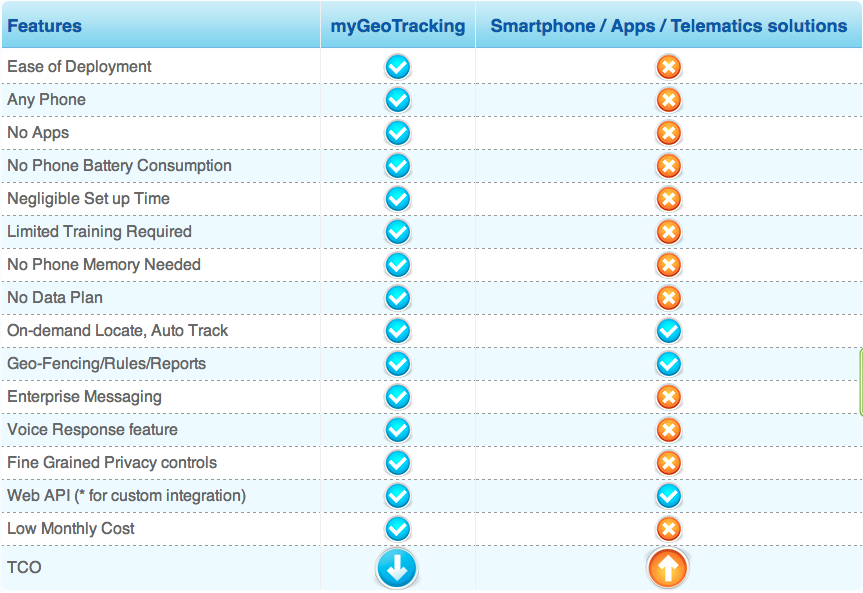 Features myGeoTracking Smartphone / Apps / Telematics solutions
Ease of Deployment
Any Phone
No Apps
No Phone Battery Consumption
Negligible Set up Time
Limited Training Required
No Phone Memory Needed
No Data Plan
On-demand Locate, Auto Track
Geo-Fencing/Rules/Reports
Enterprise Messaging
Voice Response feature
Fine Grained Privacy controls
Web API (* for custom integration)
Low Monthly Cost
TCO